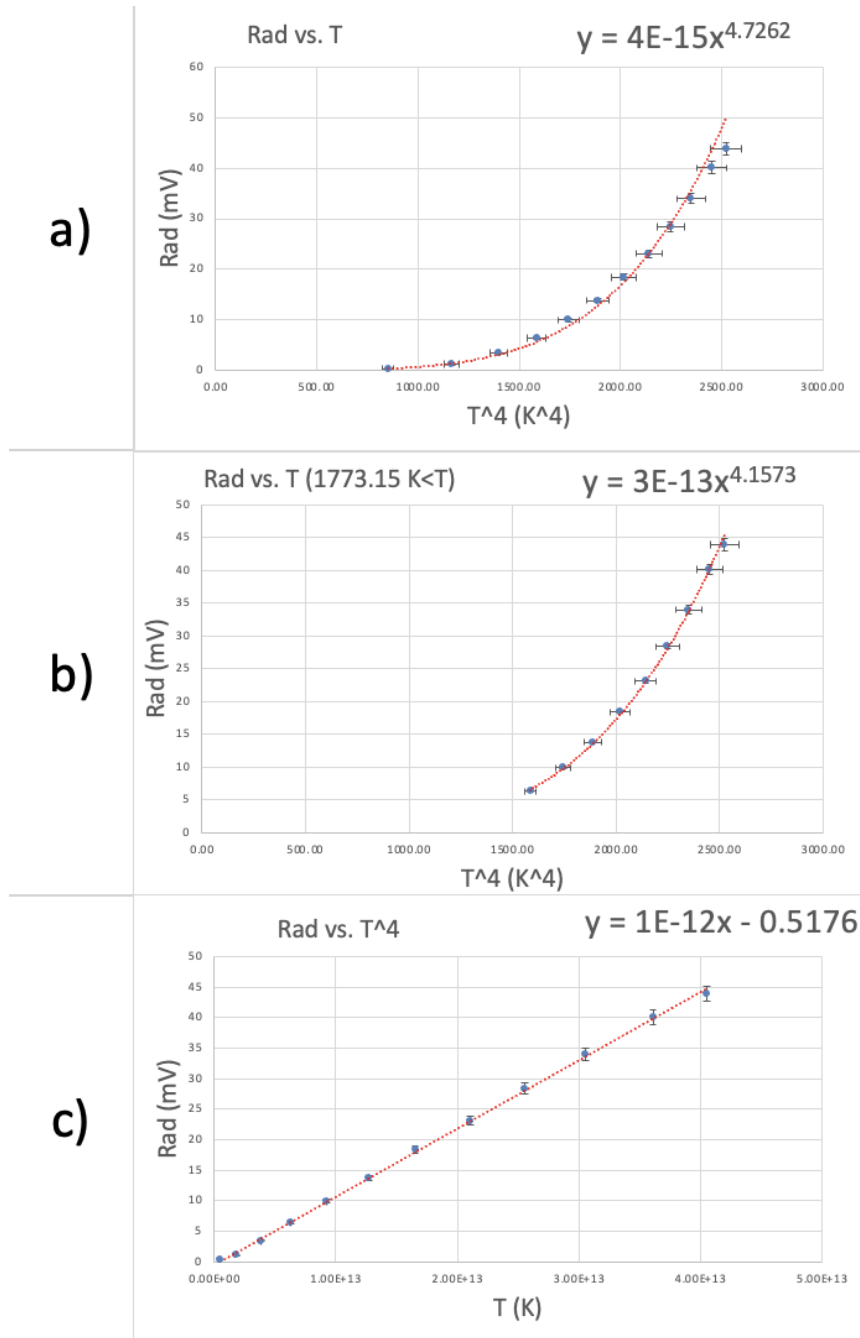 Rad vs. T
y = 4E-15x^4.7262
a)
Rad (mV)
60
50
40
30
20
10
0
0.00 500.00 1000.00 1500.00 2000.00 2500.00 3000.00
T^4 (K^4)
Rad vs. T (1773.15 K<T)
y = 3E-13x^4.1573
b)
Rad (mV)
50
45
40
35
30
25
20
15
10
5
0
0.00 500.00 1000.00 1500.00 2000.00 2500.00 3000.00
T^4 (K^4)
Rad vs. T^4
y = 1E-12x - 0.5176
c)
Rad (mV)
50
45
40
35
30
25
20
15
10
5
0
0.00E+00 1.00E+13 2.00E+13 3.00E+13 4.00E+13 5.00E+13
T (K)